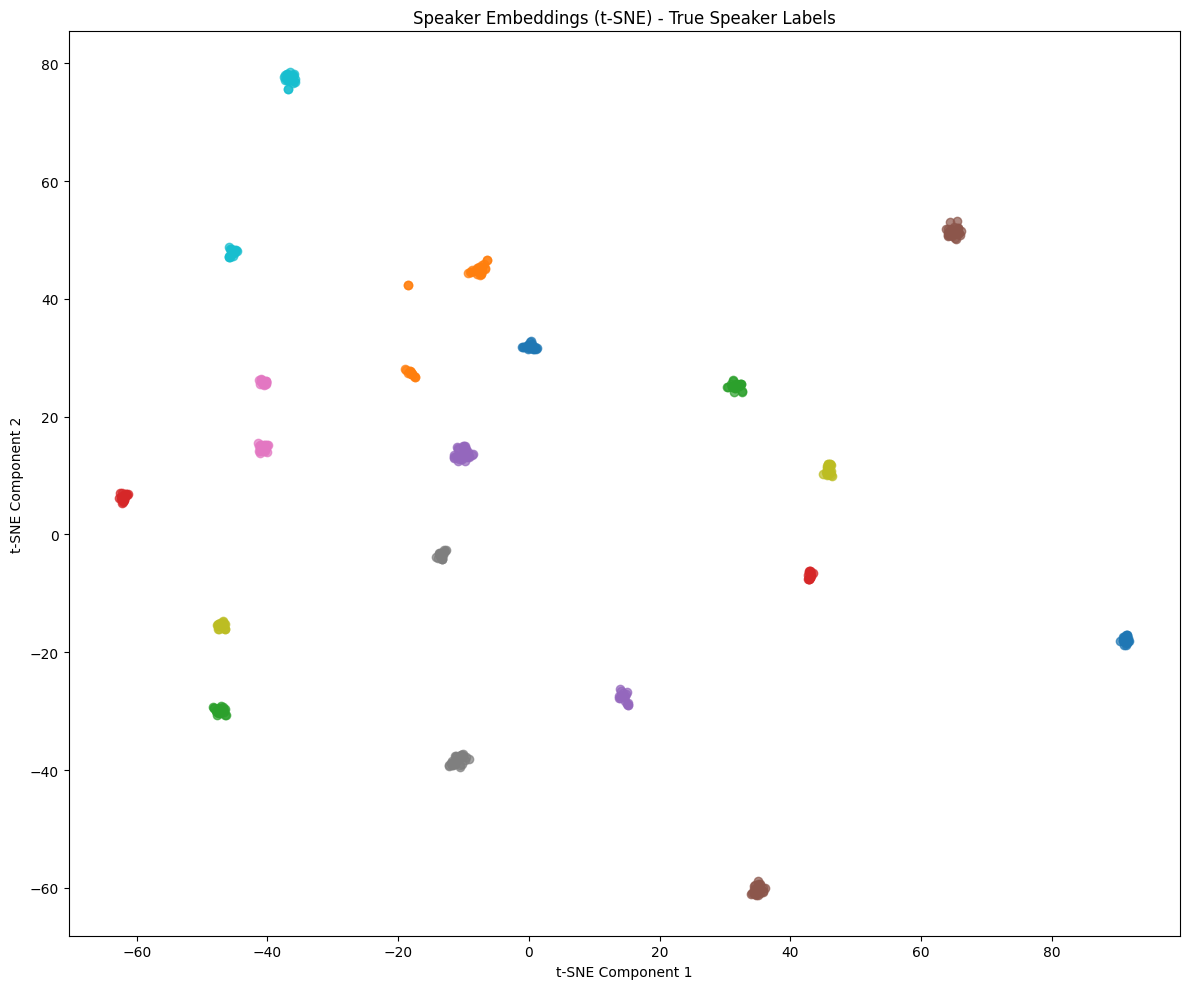 Speaker Embeddings (t-SNE) - True Speaker Labels
80
60
40
20
0
−20
−40
−60
t-SNE Component 2
−60 −40 −20 0 20 40 60 80
t-SNE Component 1